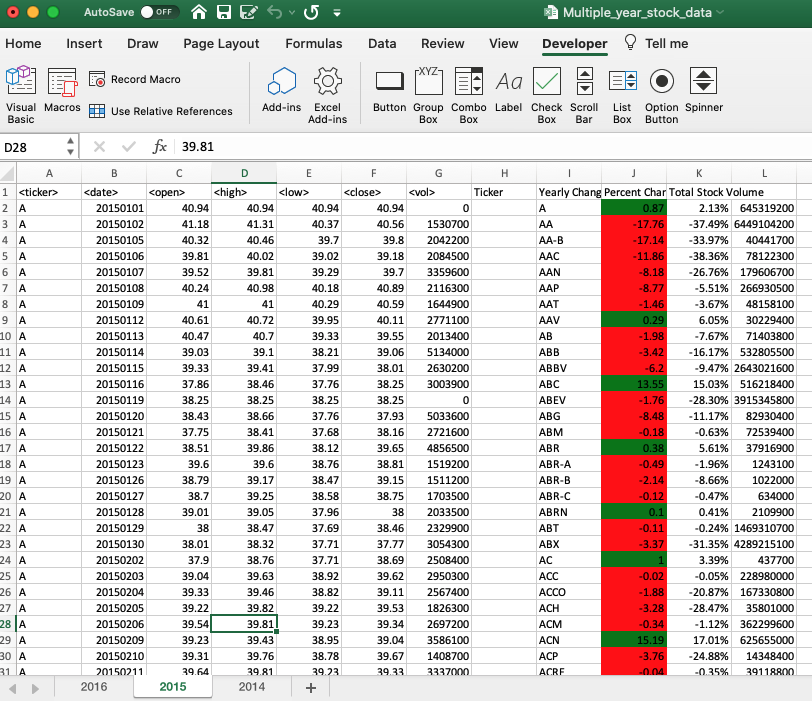 AutoSave OFF Multiple_year_stock_data
Home Insert Draw Page Layout Formulas Data Review View Developer Tell me
Visual Basic Macros Record Macro Use Relative References Add-ins Excel Add-ins Button Group Box Combo Box Label Check Box Scroll Bar List Box Option Button Spinner
XYZ Aa
D28 fx 39.81
A B C D E F G H I J K L
1 <ticker> <date> <open> <high> <low> <close> <vol> Ticker Yearly Chang Percent Char Total Stock Volume
2 A 20150101 40.94 40.94 40.94 40.94 0 A 0.87 2.13% 645319200
3 A 20150102 41.18 41.31 40.37 40.56 1530700 AA -17.76 -37.49% 6449104200
4 A 20150105 40.32 40.46 39.7 39.8 2042200 AA-B -17.14 -33.97% 40441700
5 A 20150106 39.81 40.02 39.02 39.18 2084500 AAC -11.86 -38.36% 78122300
6 A 20150107 39.52 39.81 39.29 39.7 3359600 AAN -8.18 -26.76% 179606700
7 A 20150108 40.24 40.98 40.18 40.89 2116300 AAP -8.77 -5.51% 266930500
8 A 20150109 41 41 40.29 40.59 1644900 AAT -1.46 -3.67% 48158100
9 A 20150112 40.61 40.72 39.95 40.11 2771100 AAV 0.29 6.05% 30229400
10 A 20150113 40.47 40.7 39.33 39.55 2013400 AB -1.98 -7.67% 71403800
11 A 20150114 39.03 39.1 38.21 39.06 5134000 ABB -3.42 -16.17% 532805500
12 A 20150115 39.33 39.41 37.99 38.01 2630200 ABBV -6.2 -9.47% 2643021600
13 A 20150116 37.86 38.46 37.76 38.25 3003900 ABC 13.55 15.03% 516218400
14 A 20150119 38.25 38.25 38.25 38.25 0 ABEV -1.76 -28.30% 3915345800
15 A 20150120 38.43 38.66 37.76 37.93 5033600 ABG -8.48 -11.17% 82930400
16 A 20150121 37.75 38.41 37.68 38.16 2721600 ABM -0.18 -0.63% 72539400
17 A 20150122 38.51 39.86 38.12 39.65 4856500 ABR 0.38 5.61% 37916900
18 A 20150123 39.6 39.6 38.76 38.81 1519200 ABR-A -0.49 -1.96% 1243100
19 A 20150126 38.79 39.17 38.47 39.15 1511200 ABR-B -2.14 -8.66% 1022000
20 A 20150127 38.7 39.25 38.58 38.75 1703500 ABR-C -0.12 -0.47% 634000
21 A 20150128 39.01 39.05 37.96 38 2033500 ABRN 0.1 0.41% 2109900
22 A 20150129 38 38.47 37.69 38.46 2329900 ABT -0.11 -0.24% 1469310700
23 A 20150130 38.01 38.32 37.71 37.77 3054300 ABX -3.37 -31.35% 4289215100
24 A 20150202 37.9 38.76 37.71 38.69 2508400 AC 1 3.39% 437700
25 A 20150203 39.04 39.63 38.92 39.62 2950300 ACC -0.02 -0.05% 228980000
26 A 20150204 39.33 39.46 38.82 39.11 2567400 ACCO -1.88 -20.87% 167330800
27 A 20150205 39.22 39.82 39.22 39.53 1826300 ACH -3.28 -28.47% 35801000
28 A 20150206 39.54 39.81 39.23 39.34 2697200 ACM -0.34 -1.12% 362299600
29 A 20150209 39.23 39.43 38.95 39.04 3586100 ACN 15.19 17.01% 625655000
30 A 20150210 39.31 39.76 38.78 39.67 1408700 ACP -3.76 -24.88% 14348400
31 A 20150211 39.64 39.81 39.23 39.33 3337000 ACRE -0.04 -0.35% 39118800
2016 2015 2014 +